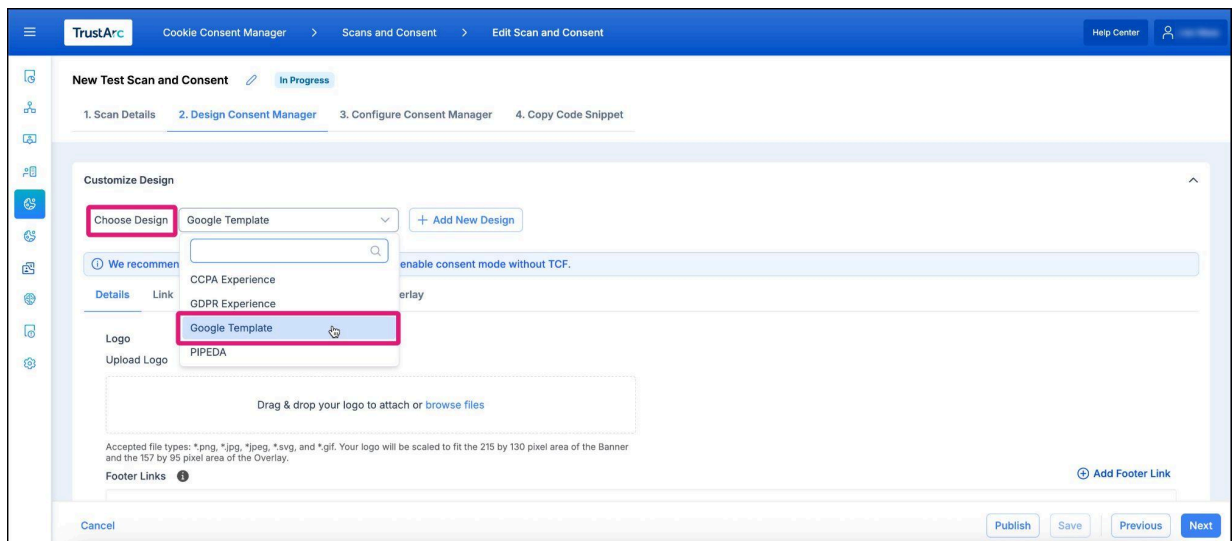 TrustArc
Cookie Consent Manager > Scans and Consent > Edit Scan and Consent
Help Center
New Test Scan and Consent In Progress
1. Scan Details 2. Design Consent Manager 3. Configure Consent Manager 4. Copy Code Snippet
Customize Design
Choose Design Google Template + Add New Design
We recommen enable consent mode without TCF.
CCPA Experience
Details Link erlay
GDPR Experience
Google Template
Logo
PIPEDA
Upload Logo
Drag & drop your logo to attach or browse files
Accepted file types: *.png, *.jpg, *jpeg, *.svg, and *.gif. Your logo will be scaled to fit the 215 by 130 pixel area of the Banner
and the 157 by 95 pixel area of the Overlay.
Footer Links Add Footer Link
Cancel Publish Save Previous Next